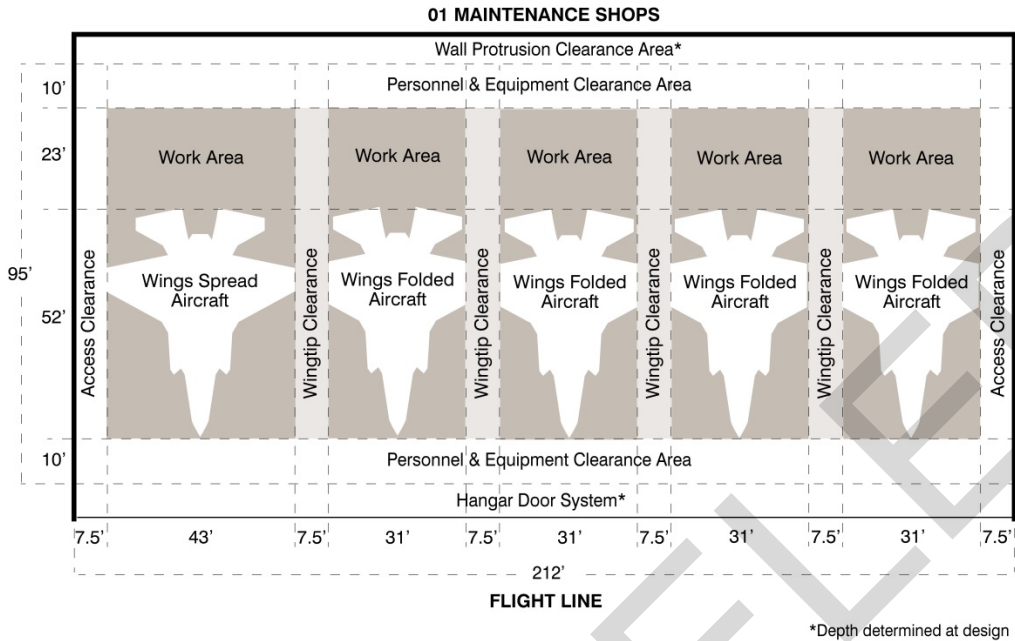 01 MAINTENANCE SHOPS
Wall Protrusion Clearance Area*
10’
Personnel & Equipment Clearance Area
23’
Work Area
Work Area
Work Area
Work Area
Work Area
95’
52’
Access Clearance
Wings Spread
Aircraft
Wingtip Clearance
Wings Folded
Aircraft
Wingtip Clearance
Wings Folded
Aircraft
Wingtip Clearance
Wings Folded
Aircraft
Wingtip Clearance
Wings Folded
Aircraft
Access Clearance
10’
Personnel & Equipment Clearance Area
Hangar Door System*
7.5’ 43’ 7.5’ 31’ 7.5’ 31’ 7.5’ 31’ 7.5’ 31’ 7.5’
212’
FLIGHT LINE
*Depth determined at design